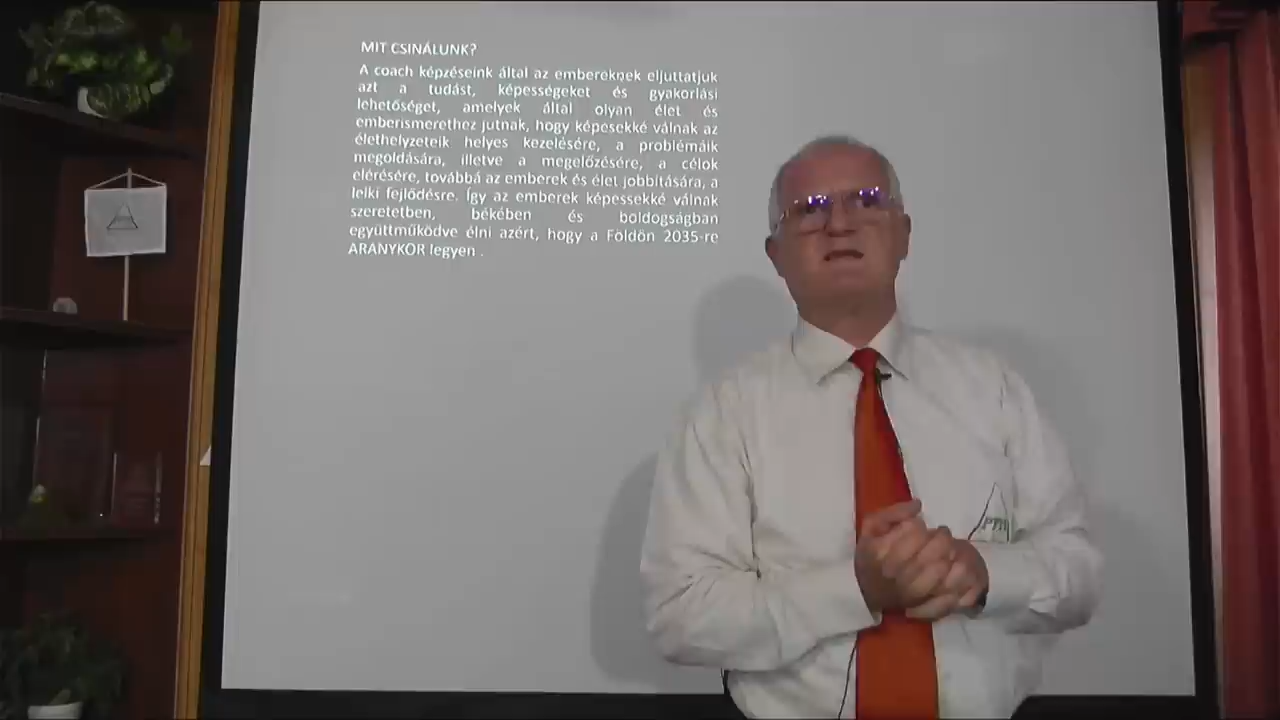 MIT CSINÁLUNK?
A coach képzéseink által az embereknek eljuttatjuk
azt a tudást, képességeket és gyakorlási
lehetőséget, amelyek által olyan élet és
emberismerethez jutnak, hogy képesekké válnak az
élethelyzeteik helyes kezelésére, a problémáik
megoldására, illetve a megelőzésére, a célok
elérésére, továbbá az emberek és élet jobbítására, a
lelki fejlődésre. Így az emberek képessekké válnak
szeretetben, békében és boldogságban
együttműködve élni azért, hogy a Földön 2035-re
ARANYKOR legyen .